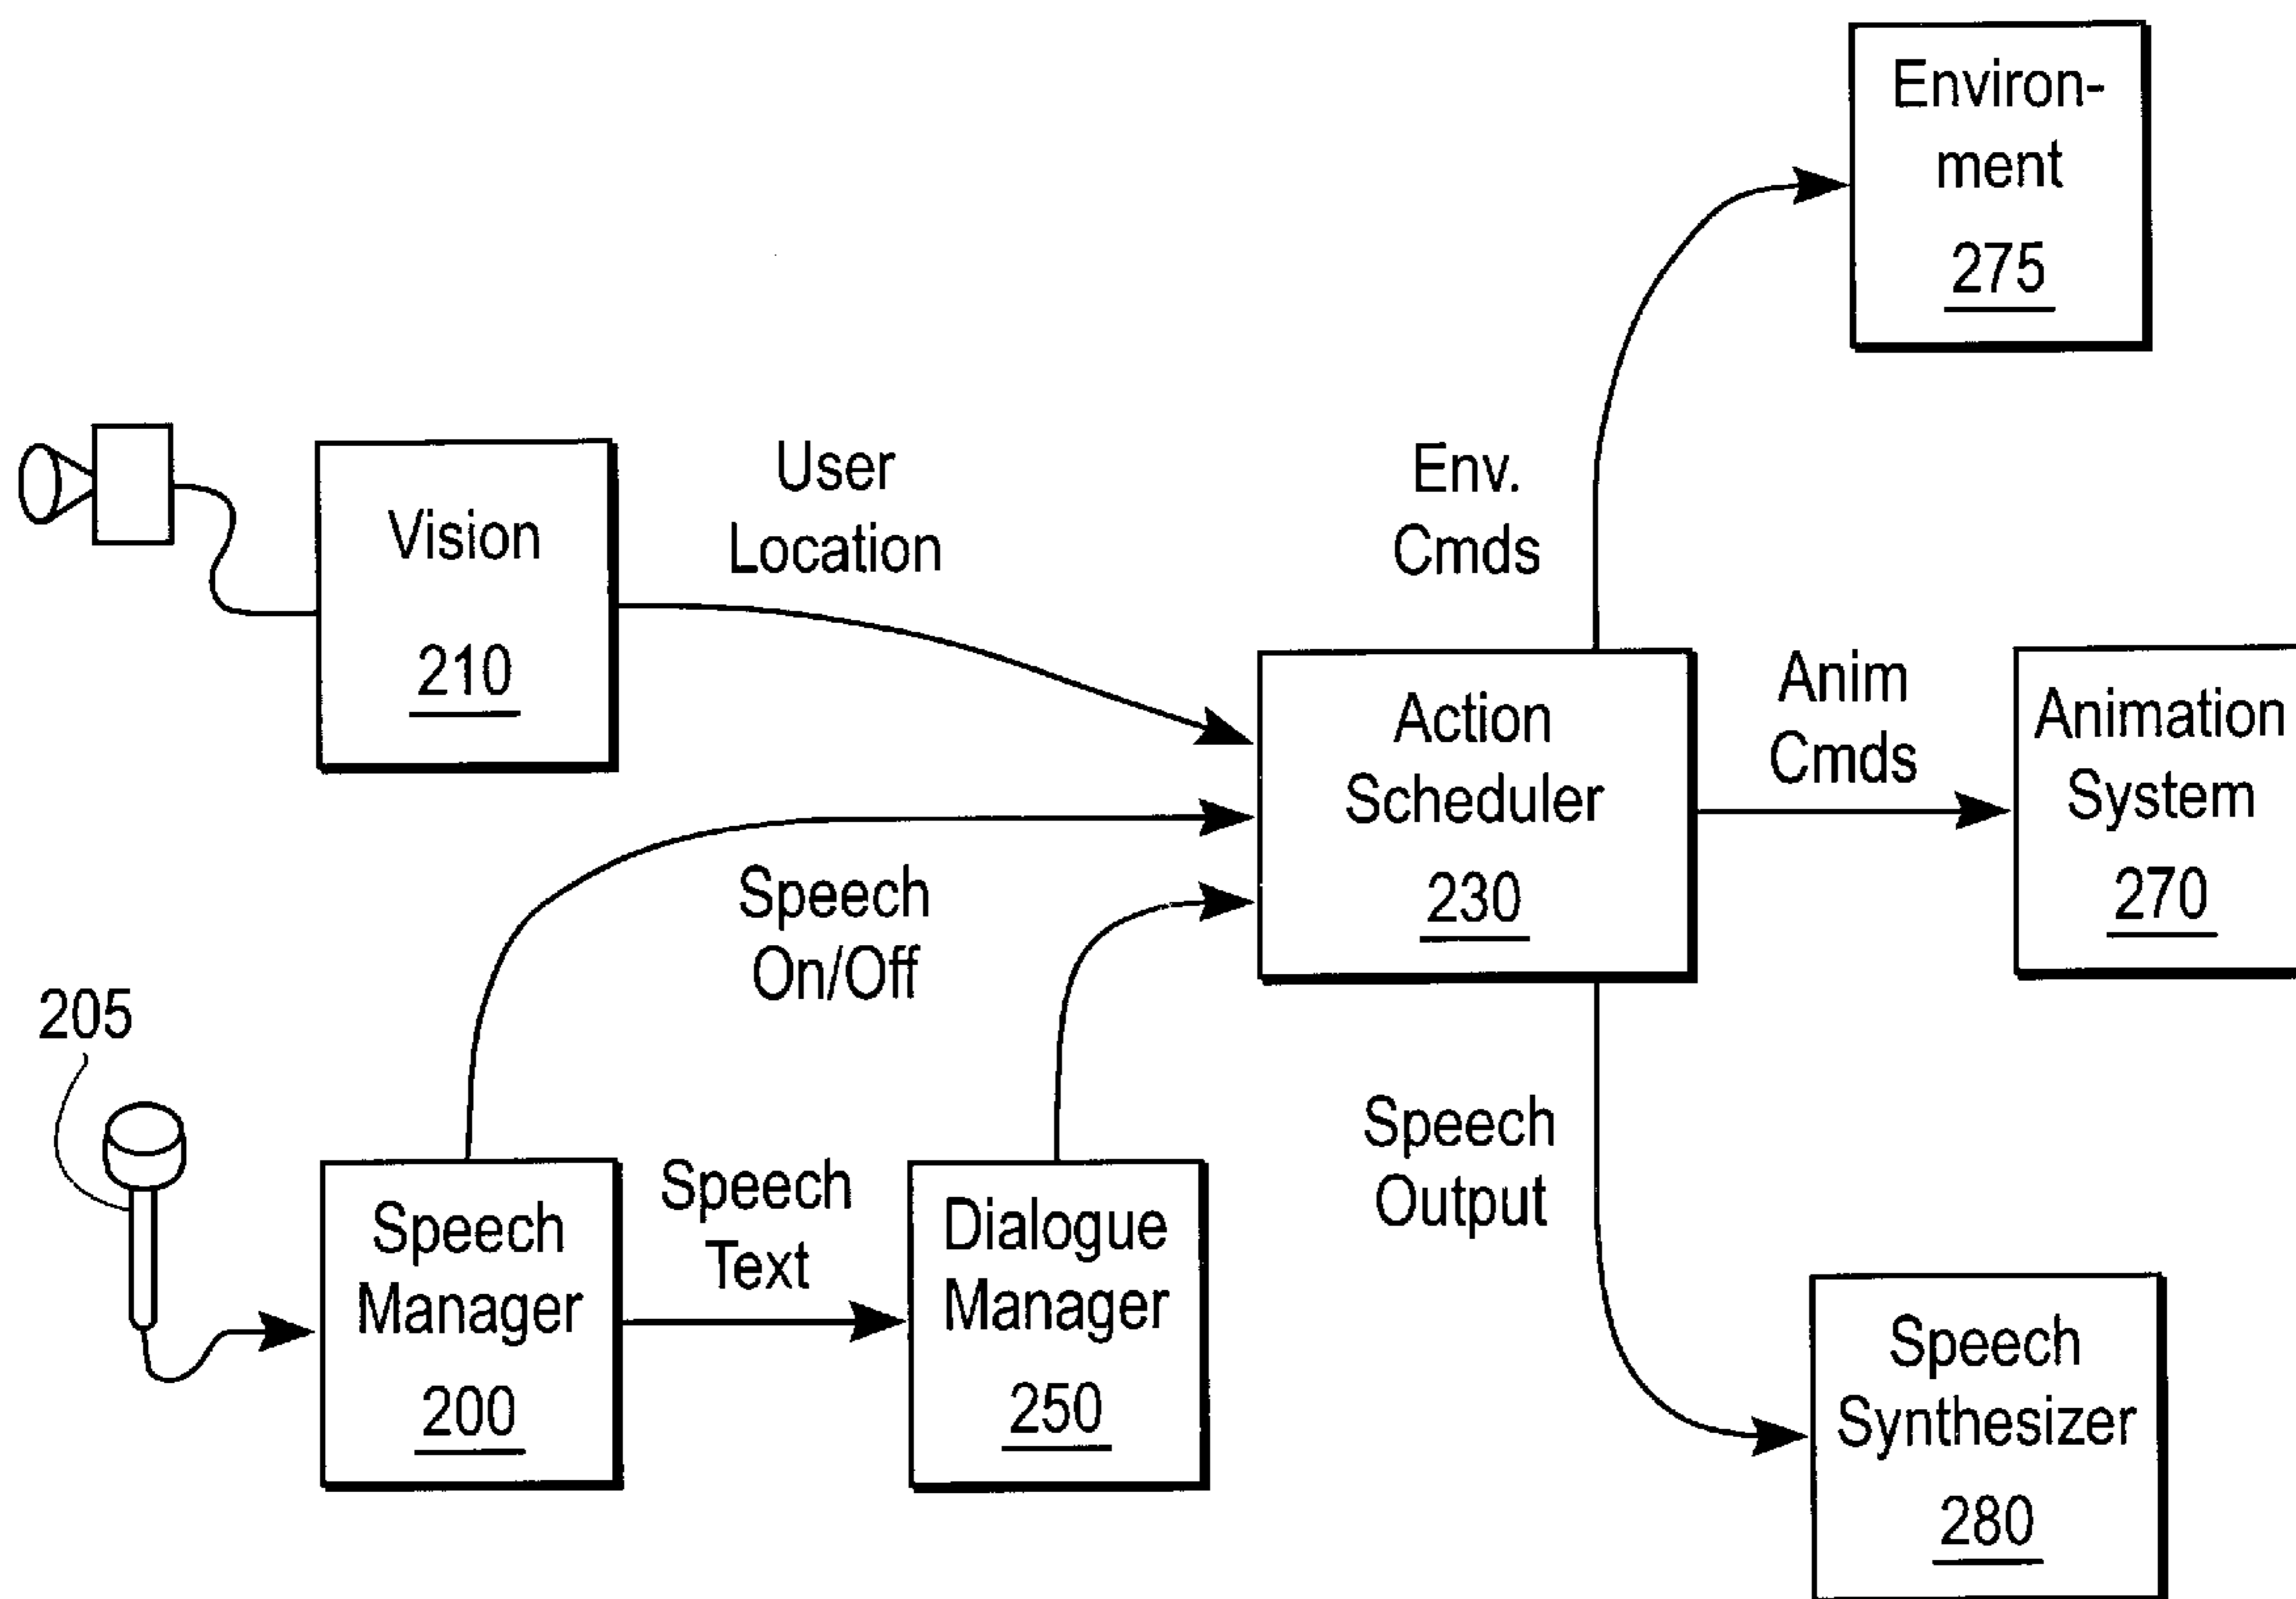 Environ-
ment
275
Vision
210
User
Location
Env.
Cmds
Action
Scheduler
230
Anim
Cmds
Animation
System
270
Speech
On/Off
205
Speech
Manager
200
Speech
Text
Dialogue
Manager
250
Speech
Output
Speech
Synthesizer
280